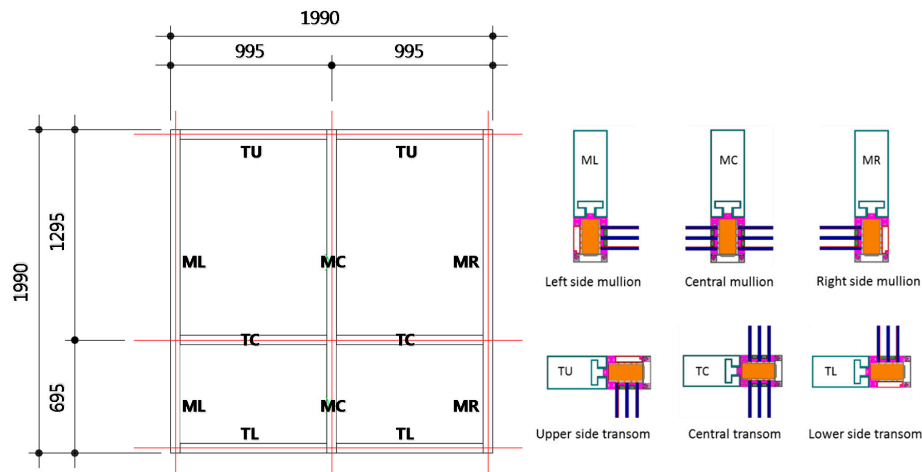 1990
995 995
TU TU
ML MC MR
1295
1990
TC TC
695
ML MC MR
TL TL
ML MC MR
Left side mullion Central mullion Right side mullion
TU TC TL
Upper side transom Central transom Lower side transom